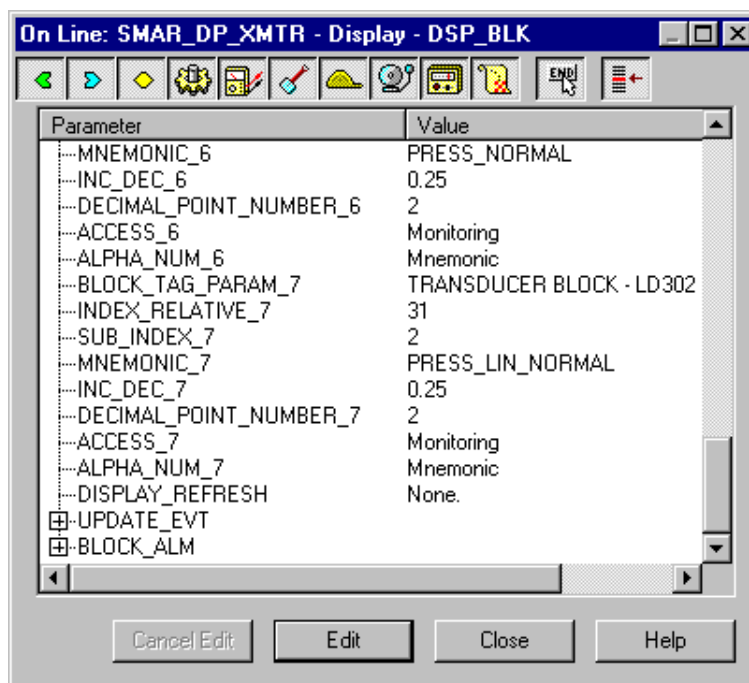 On Line: SMAR_DP_XMTR - Display - DSP_BLK
END
Parameter Value
MNEMONIC_6 PRESS_NORMAL
INC_DEC_6 0.25
DECIMAL_POINT_NUMBER_6 2
ACCESS_6 Monitoring
ALPHA_NUM_6 Mnemonic
BLOCK_TAG_PARAM_7 TRANSDUCER BLOCK - LD302
INDEX_RELATIVE_7 31
SUB_INDEX_7 2
MNEMONIC_7 PRESS_LIN_NORMAL
INC_DEC_7 0.25
DECIMAL_POINT_NUMBER_7 2
ACCESS_7 Monitoring
ALPHA_NUM_7 Mnemonic
DISPLAY_REFRESH None.
UPDATE_EVT
BLOCK_ALM
Cancel Edit Edit Close Help